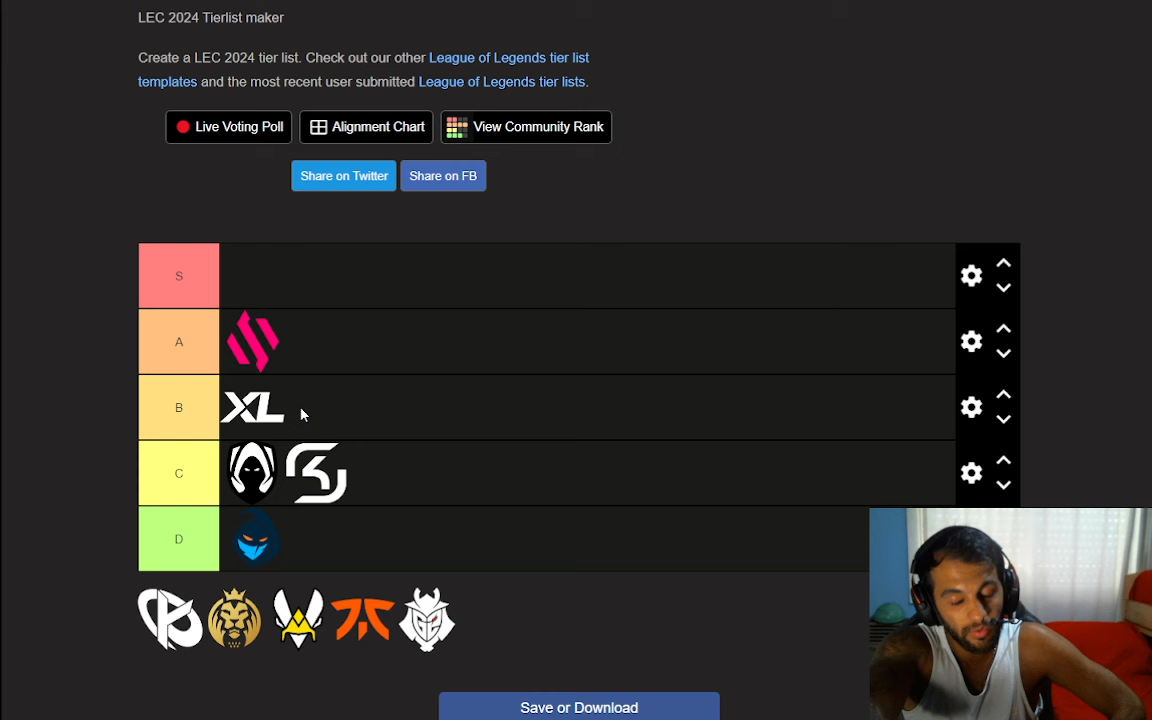 LEC 2024 Tierlist maker
Create a LEC 2024 tier list. Check out our other League of Legends tier list
templates and the most recent user submitted League of Legends tier lists.
Live Voting Poll
Alignment Chart
View Community Rank
Share on Twitter
Share on FB
S
A
B
XL
C
SK
D
Save or Download